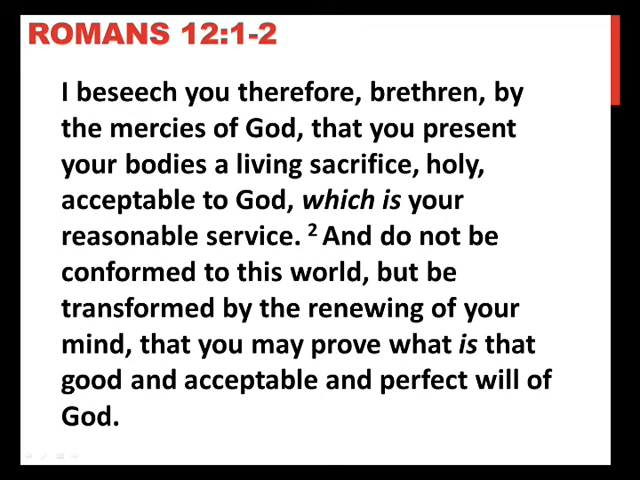 ROMANS 12:1-2
I beseech you therefore, brethren, by
the mercies of God, that you present
your bodies a living sacrifice, holy,
acceptable to God, which is your
reasonable service. ² And do not be
conformed to this world, but be
transformed by the renewing of your
mind, that you may prove what is that
good and acceptable and perfect will of
God.